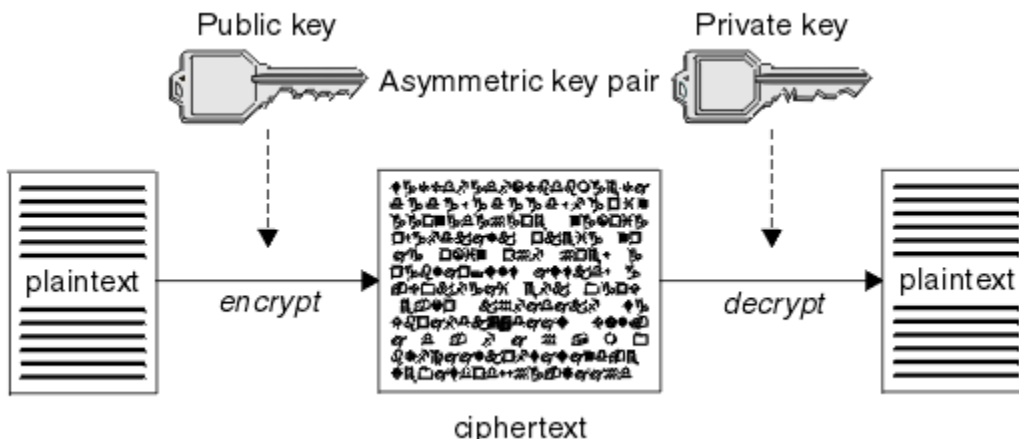 Public key
Private key
Asymmetric key pair
plaintext
encrypt
decrypt
plaintext
ciphertext